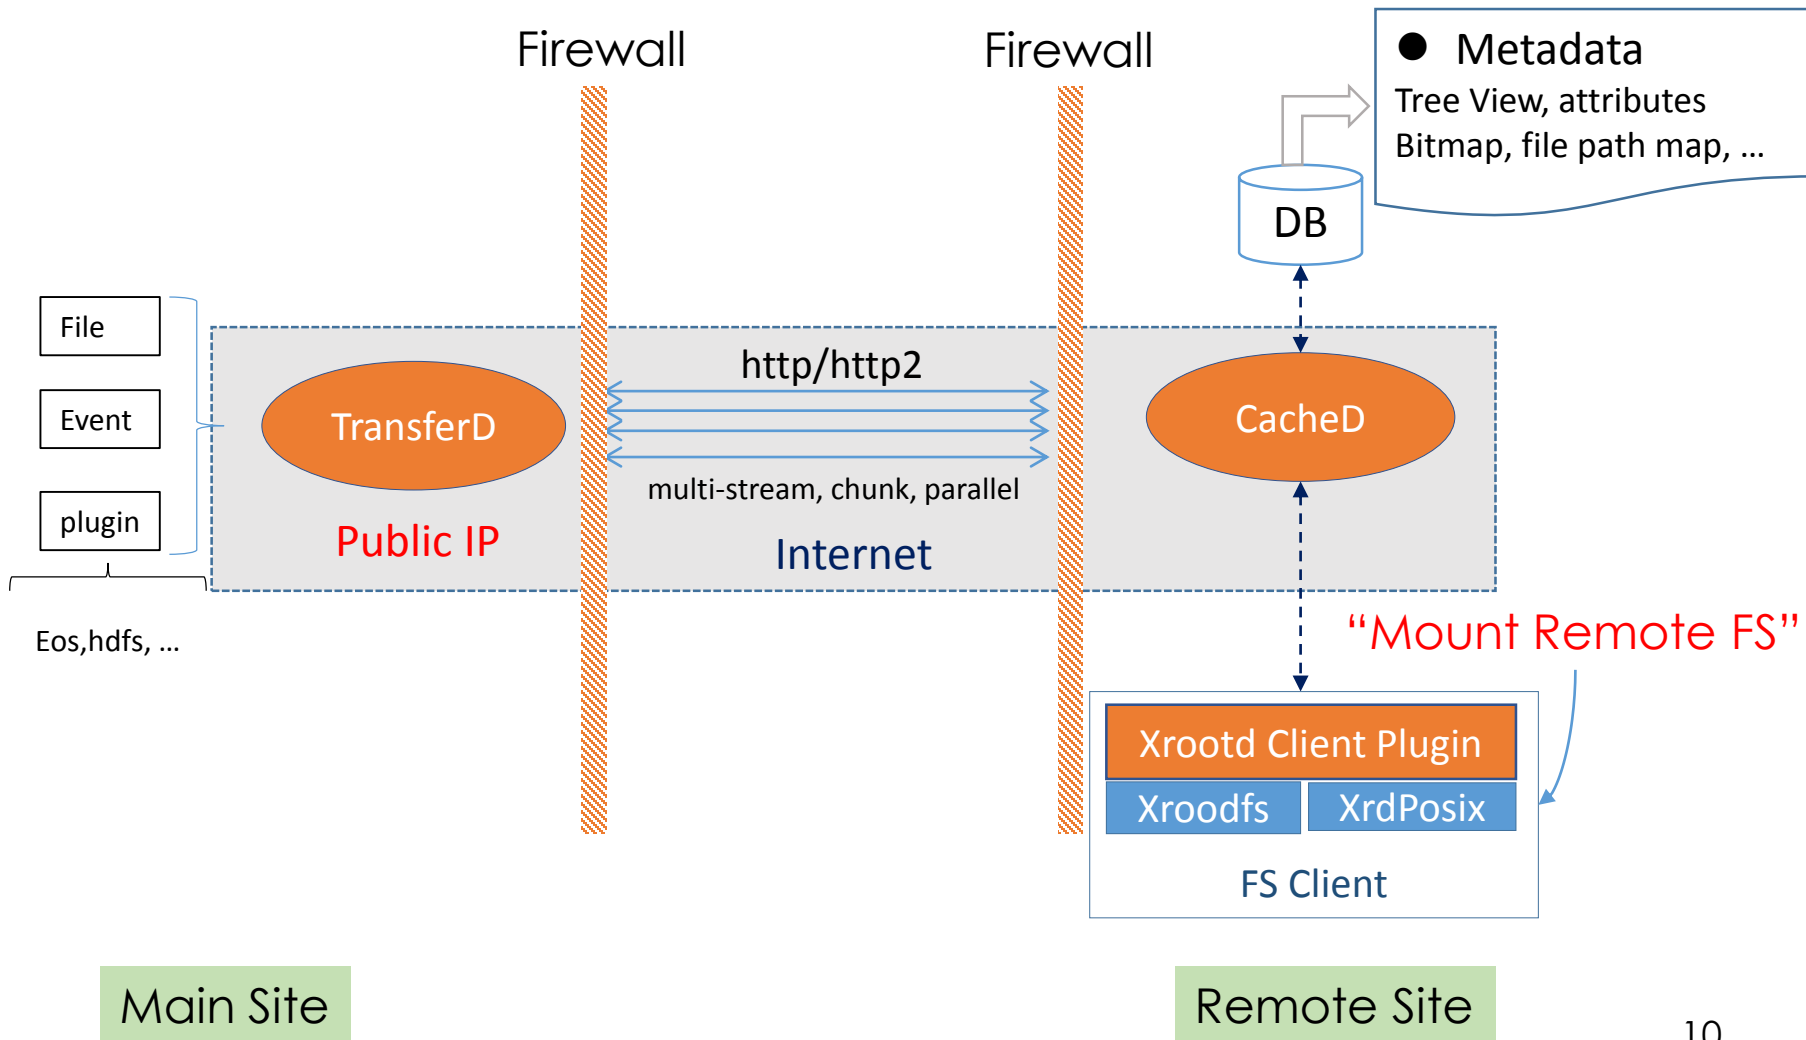 Firewall
Firewall
● Metadata
Tree View, attributes
Bitmap, file path map, ...
DB
File
Event
plugin
Eos,hdfs, ...
TransferD
Public IP
http/http2
multi-stream, chunk, parallel
Internet
CacheD
“Mount Remote FS”
Xrootd Client Plugin
Xroodfs
XrdPosix
FS Client
Main Site
Remote Site
10